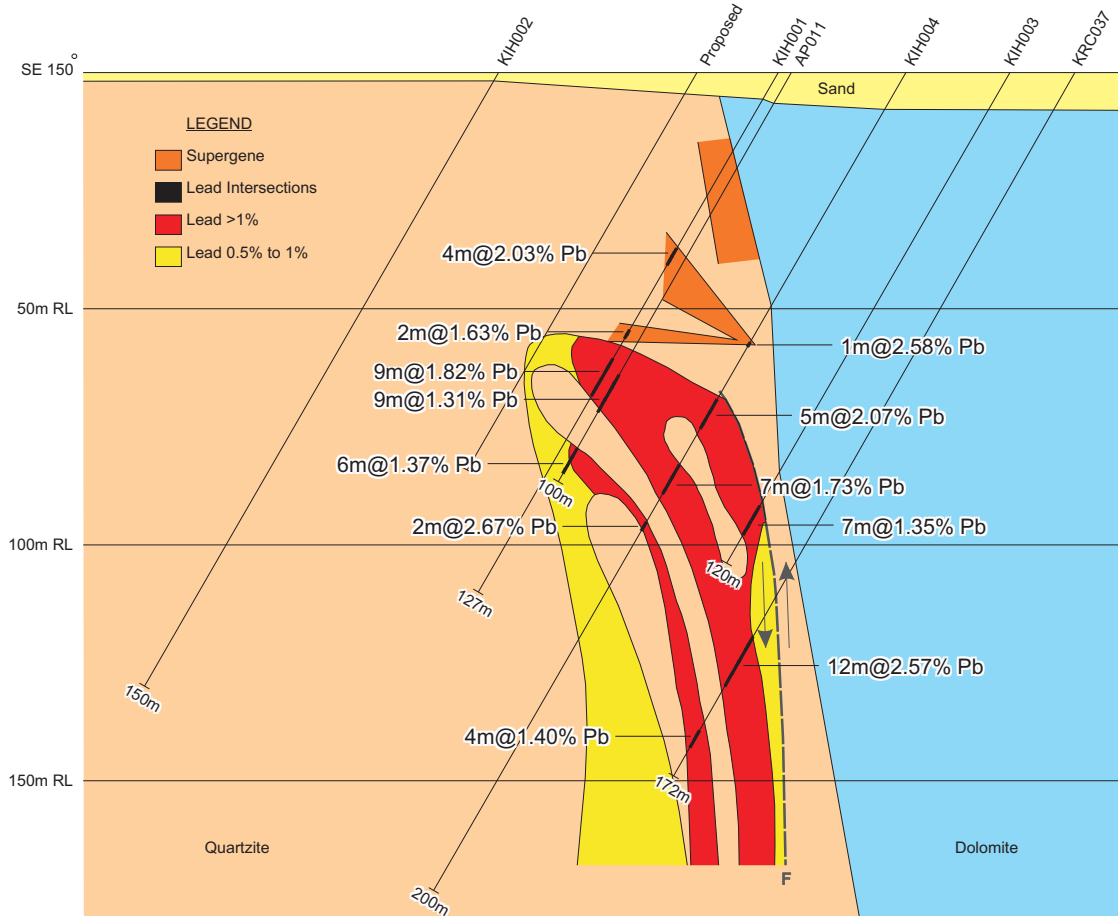 SE 150°
KIH002
Proposed
KIH001
AP011
KIH004
KIH003
KRC037
Sand
LEGEND
Supergene
Lead Intersections
Lead >1%
Lead 0.5% to 1%
4m@2.03% Pb
50m RL
2m@1.63% Pb
1m@2.58% Pb
9m@1.82% Pb
9m@1.31% Pb
5m@2.07% Pb
6m@1.37% Pb
100m
7m@1.73% Pb
2m@2.67% Pb
7m@1.35% Pb
100m RL
120m
127m
12m@2.57% Pb
150m
4m@1.40% Pb
150m RL
172m
Quartzite
Dolomite
F
200m